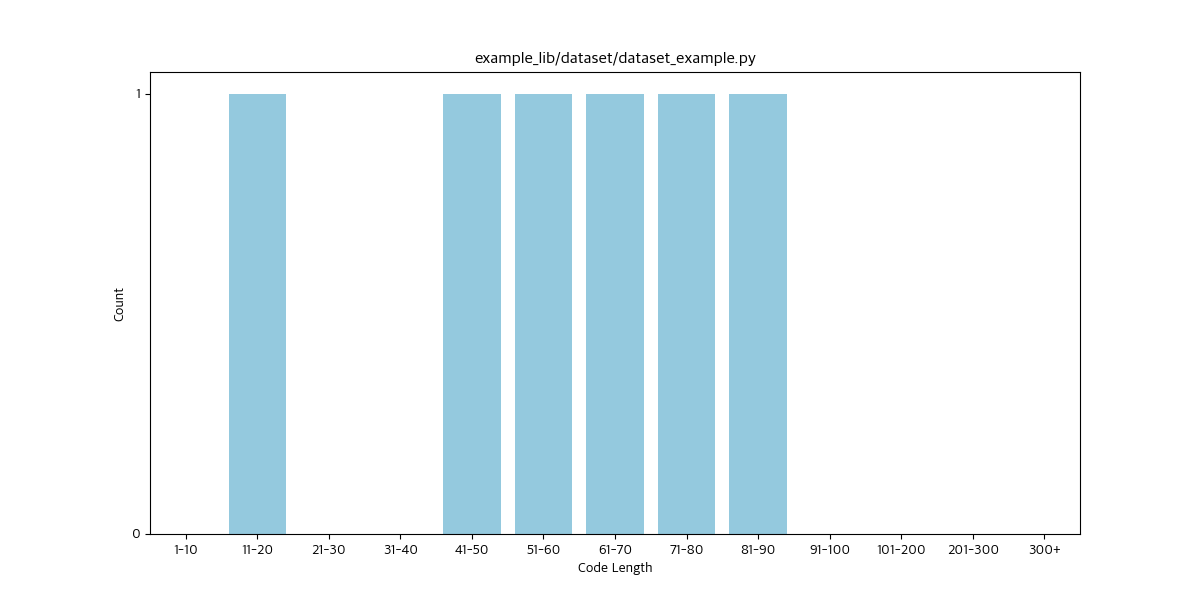 example_lib/dataset/dataset_example.py
1
Count
0
1-10 11-20 21-30 31-40 41-50 51-60 61-70 71-80 81-90 91-100 101-200 201-300 300+
Code Length